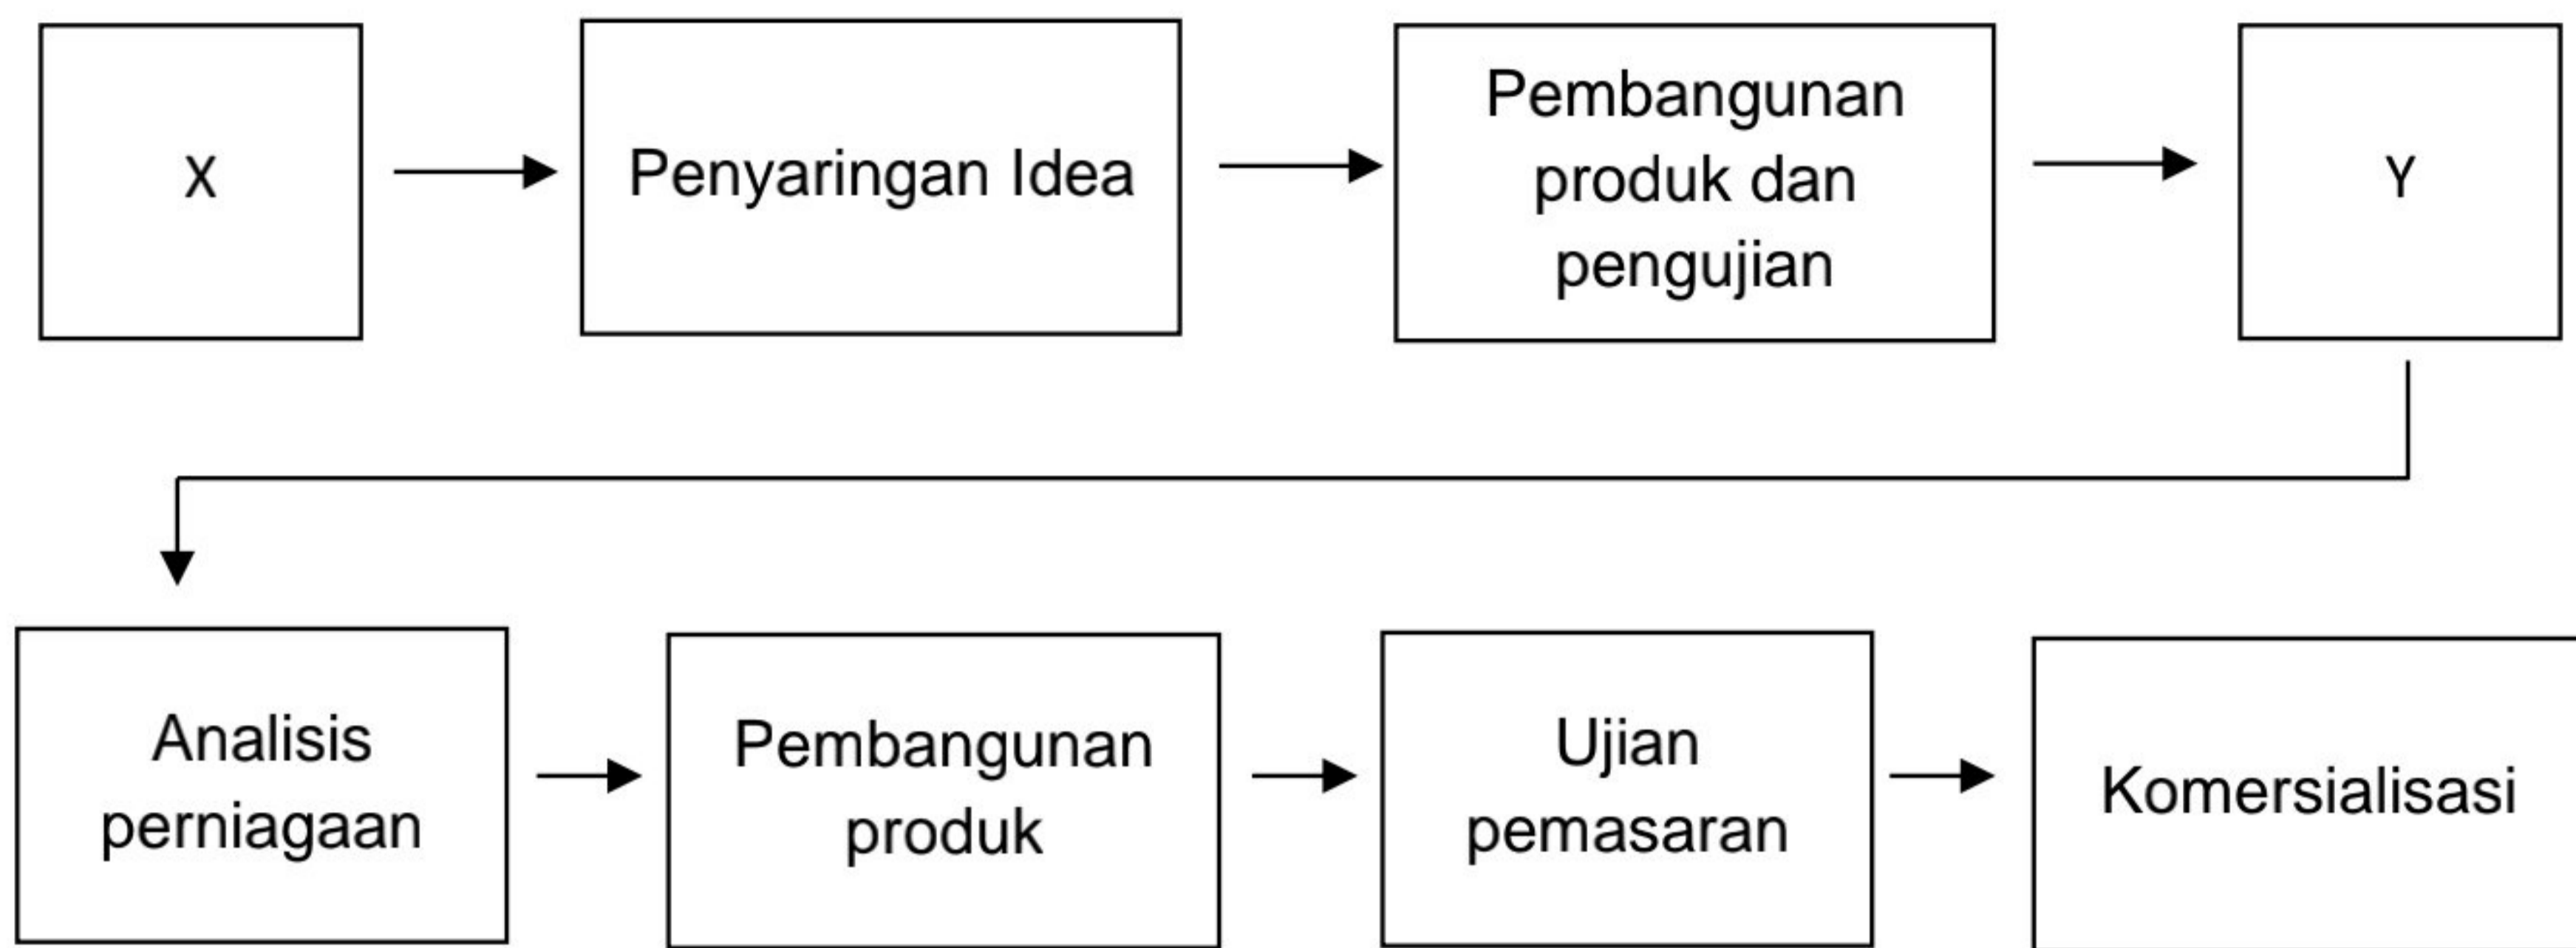 X
Penyaringan Idea
Pembangunan
produk dan
pengujian
Y
Analisis
perniagaan
Pembangunan
produk
Ujian
pemasaran
Komersialisasi